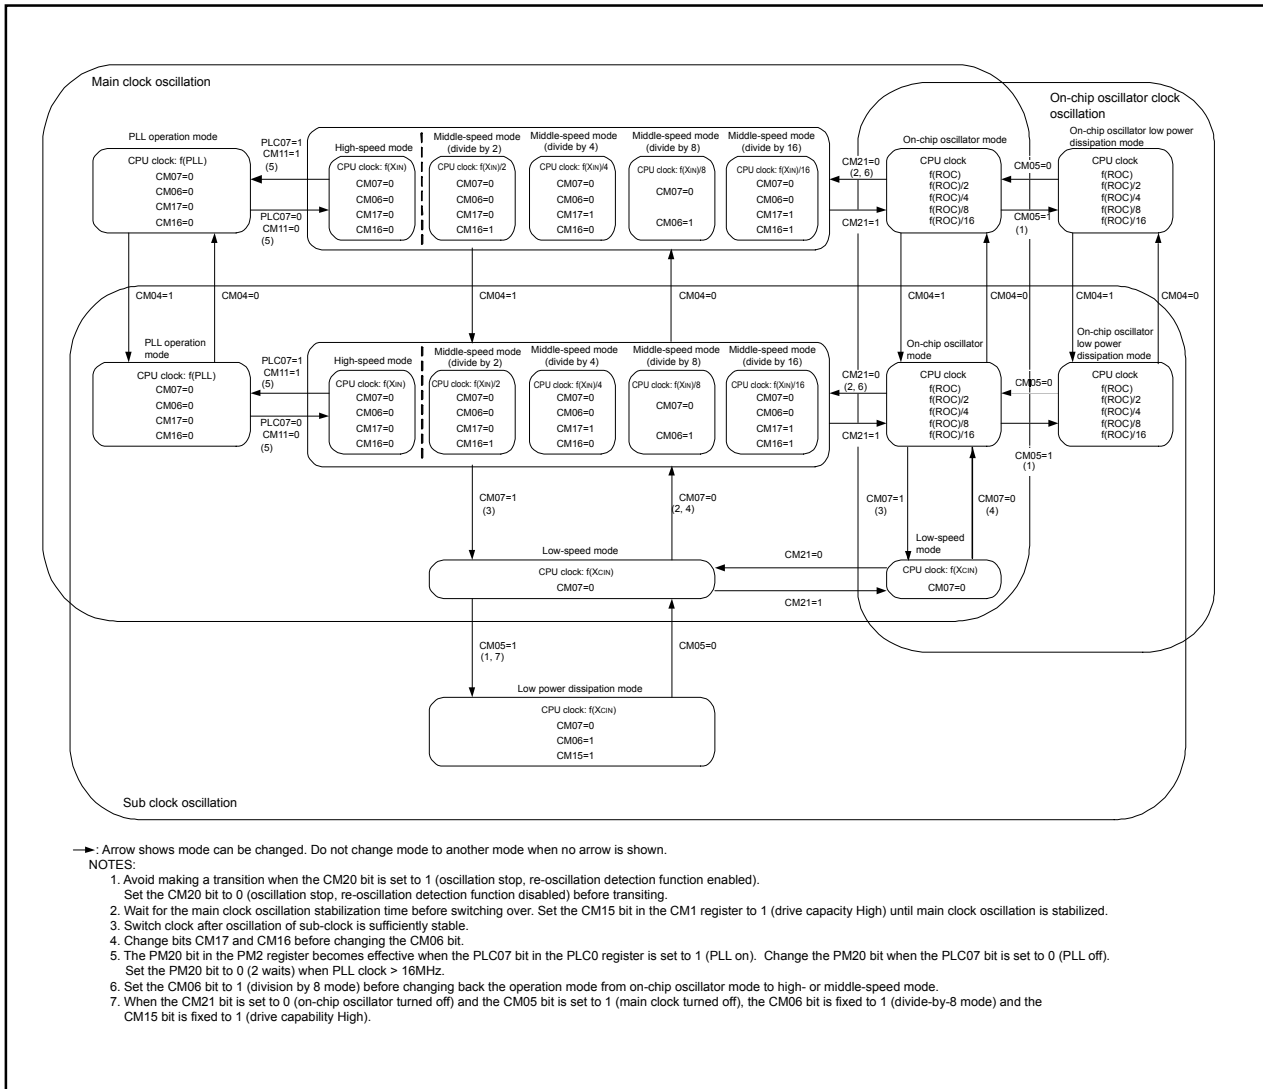 Main clock oscillation
On-chip oscillator clock
oscillation
PLL operation mode
CPU clock: f(PLL)
CM07=0
CM06=0
CM17=0
CM16=0
PLC07=1
CM11=1
(5)
PLC07=0
CM11=0
(5)
High-speed mode
CPU clock: f(XIN)
CM07=0
CM06=0
CM17=0
CM16=0
Middle-speed mode
(divide by 2)
CPU clock: f(XIN)/2
CM07=0
CM06=0
CM17=0
CM16=1
Middle-speed mode
(divide by 4)
CPU clock: f(XIN)/4
CM07=0
CM06=0
CM17=1
CM16=0
Middle-speed mode
(divide by 8)
CPU clock: f(XIN)/8
CM07=0
CM06=1
Middle-speed mode
(divide by 16)
CPU clock: f(XIN)/16
CM07=0
CM06=0
CM17=1
CM16=1
CM21=0
(2, 6)
CM21=1
On-chip oscillator mode
CPU clock
f(ROC)
f(ROC)/2
f(ROC)/4
f(ROC)/8
f(ROC)/16
CM05=0
CM05=1
(1)
On-chip oscillator low power
dissipation mode
CPU clock
f(ROC)
f(ROC)/2
f(ROC)/4
f(ROC)/8
f(ROC)/16
CM04=1
CM04=0
CM04=1
CM04=0
CM04=1
CM04=0
CM04=1
CM04=0
PLL operation
mode
CPU clock: f(PLL)
CM07=0
CM06=0
CM17=0
CM16=0
PLC07=1
CM11=1
(5)
PLC07=0
CM11=0
(5)
High-speed mode
CPU clock: f(XIN)
CM07=0
CM06=0
CM17=0
CM16=0
Middle-speed mode
(divide by 2)
CPU clock: f(XIN)/2
CM07=0
CM06=0
CM17=0
CM16=1
Middle-speed mode
(divide by 4)
CPU clock: f(XIN)/4
CM07=0
CM06=0
CM17=1
CM16=0
Middle-speed mode
(divide by 8)
CPU clock: f(XIN)/8
CM07=0
CM06=1
Middle-speed mode
(divide by 16)
CPU clock: f(XIN)/16
CM07=0
CM06=0
CM17=1
CM16=1
CM21=0
(2, 6)
CM21=1
On-chip oscillator
mode
CPU clock
f(ROC)
f(ROC)/2
f(ROC)/4
f(ROC)/8
f(ROC)/16
CM05=0
CM05=1
(1)
On-chip oscillator
low power
dissipation mode
CPU clock
f(ROC)
f(ROC)/2
f(ROC)/4
f(ROC)/8
f(ROC)/16
CM07=1
(3)
CM07=0
(2, 4)
CM07=1
(3)
CM07=0
(4)
Low-speed mode
CPU clock: f(XCIN)
CM07=0
CM21=0
CM21=1
Low-speed
mode
CPU clock: f(XCIN)
CM07=0
CM05=1
(1, 7)
CM05=0
Low power dissipation mode
CPU clock: f(XCIN)
CM07=0
CM06=1
CM15=1
Sub clock oscillation
: Arrow shows mode can be changed. Do not change mode to another mode when no arrow is shown.
NOTES:
1. Avoid making a transition when the CM20 bit is set to 1 (oscillation stop, re-oscillation detection function enabled).
Set the CM20 bit to 0 (oscillation stop, re-oscillation detection function disabled) before transiting.
2. Wait for the main clock oscillation stabilization time before switching over. Set the CM15 bit in the CM1 register to 1 (drive capacity High) until main clock oscillation is stabilized.
3. Switch clock after oscillation of sub-clock is sufficiently stable.
4. Change bits CM17 and CM16 before changing the CM06 bit.
5. The PM20 bit in the PM2 register becomes effective when the PLC07 bit in the PLC0 register is set to 1 (PLL on). Change the PM20 bit when the PLC07 bit is set to 0 (PLL off).
Set the PM20 bit to 0 (2 waits) when PLL clock > 16MHz.
6. Set the CM06 bit to 1 (division by 8 mode) before changing back the operation mode from on-chip oscillator mode to high- or middle-speed mode.
7. When the CM21 bit is set to 0 (on-chip oscillator turned off) and the CM05 bit is set to 1 (main clock turned off), the CM06 bit is fixed to 1 (divide-by-8 mode) and the
CM15 bit is fixed to 1 (drive capability High).